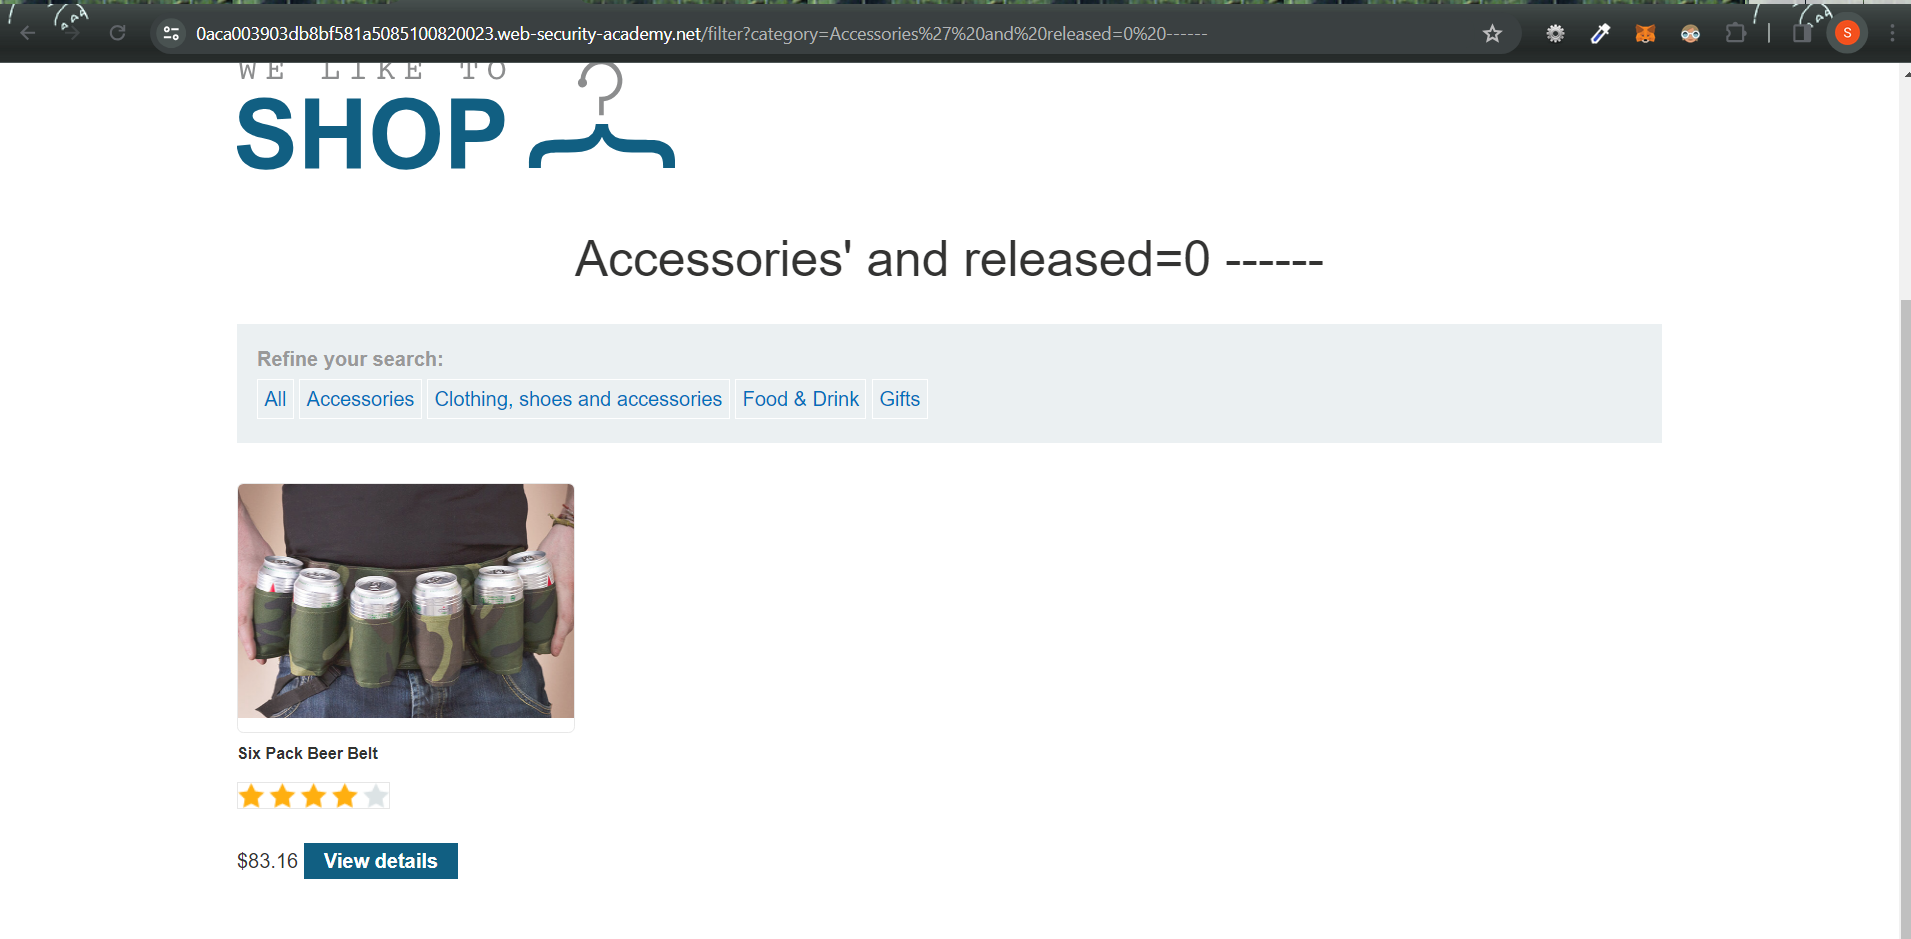 0aca003903db8bf581a5085100820023.web-security-academy.net/filter?category=Accessories%27%20and%20released=0%20------
S
WE LIKE TO
SHOP
Accessories' and released=0 ------
Refine your search:
All Accessories Clothing, shoes and accessories Food & Drink Gifts
Six Pack Beer Belt
$83.16 View details